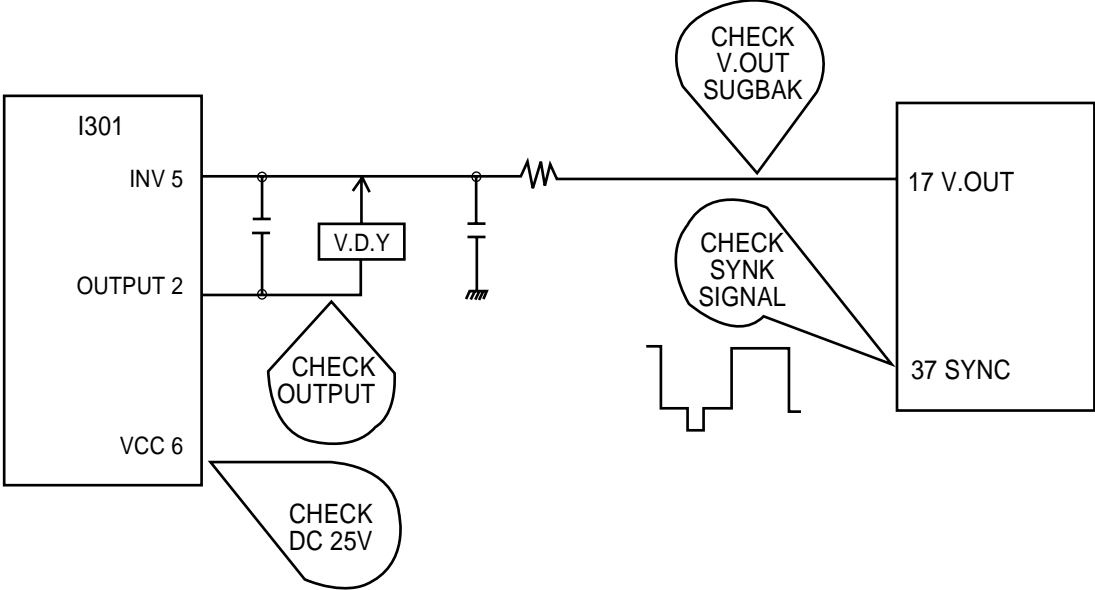 CHECK
V.OUT
SUGBAK
I301
INV 5
17 V.OUT
V.D.Y
CHECK
SYNK
SIGNAL
OUTPUT 2
CHECK
OUTPUT
37 SYNC
VCC 6
CHECK
DC 25V